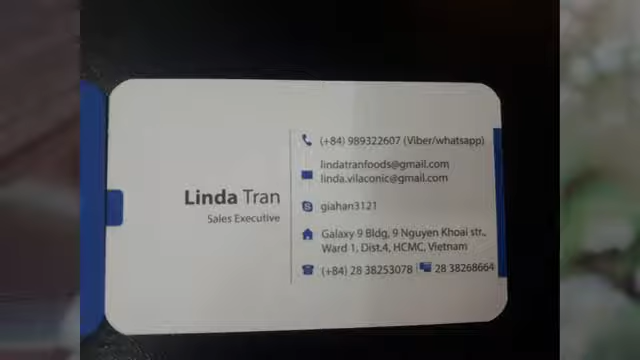 Linda Tran
Sales Executive
(+84) 989322607 (Viber/whatsapp)
lindatranfoods@gmail.com
linda.vilaconic@gmail.com
giahan3121
Galaxy 9 Bldg, 9 Nguyen Khoai str.,
Ward 1, Dist.4, HCMC, Vietnam
(+84) 28 38253078 | 28 38268664